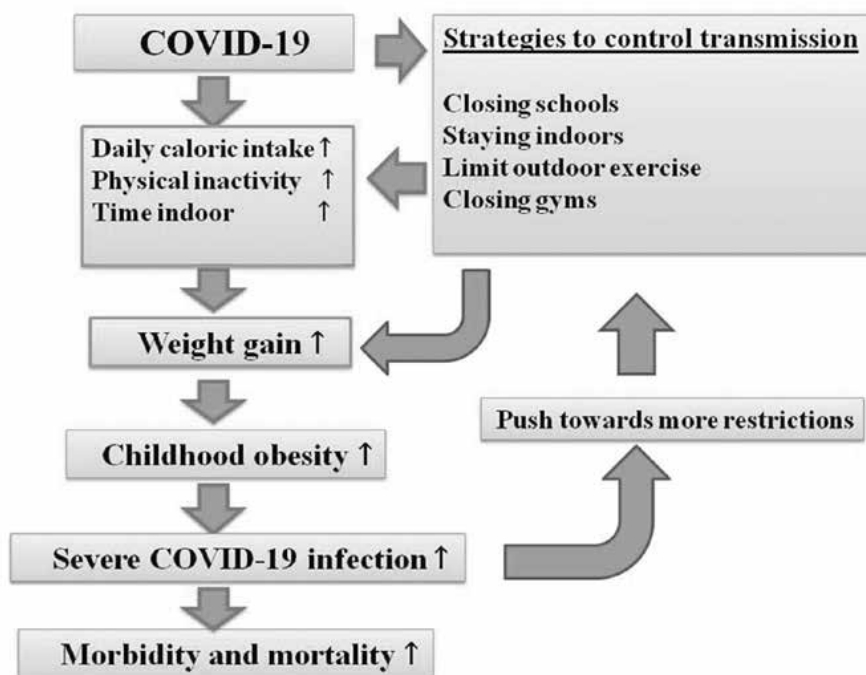 COVID-19
Strategies to control transmission
Closing schools
Staying indoors
Limit outdoor exercise
Closing gyms
Daily caloric intake ↑
Physical inactivity ↑
Time indoor ↑
Weight gain ↑
Push towards more restrictions
Childhood obesity ↑
Severe COVID-19 infection ↑
Morbidity and mortality ↑